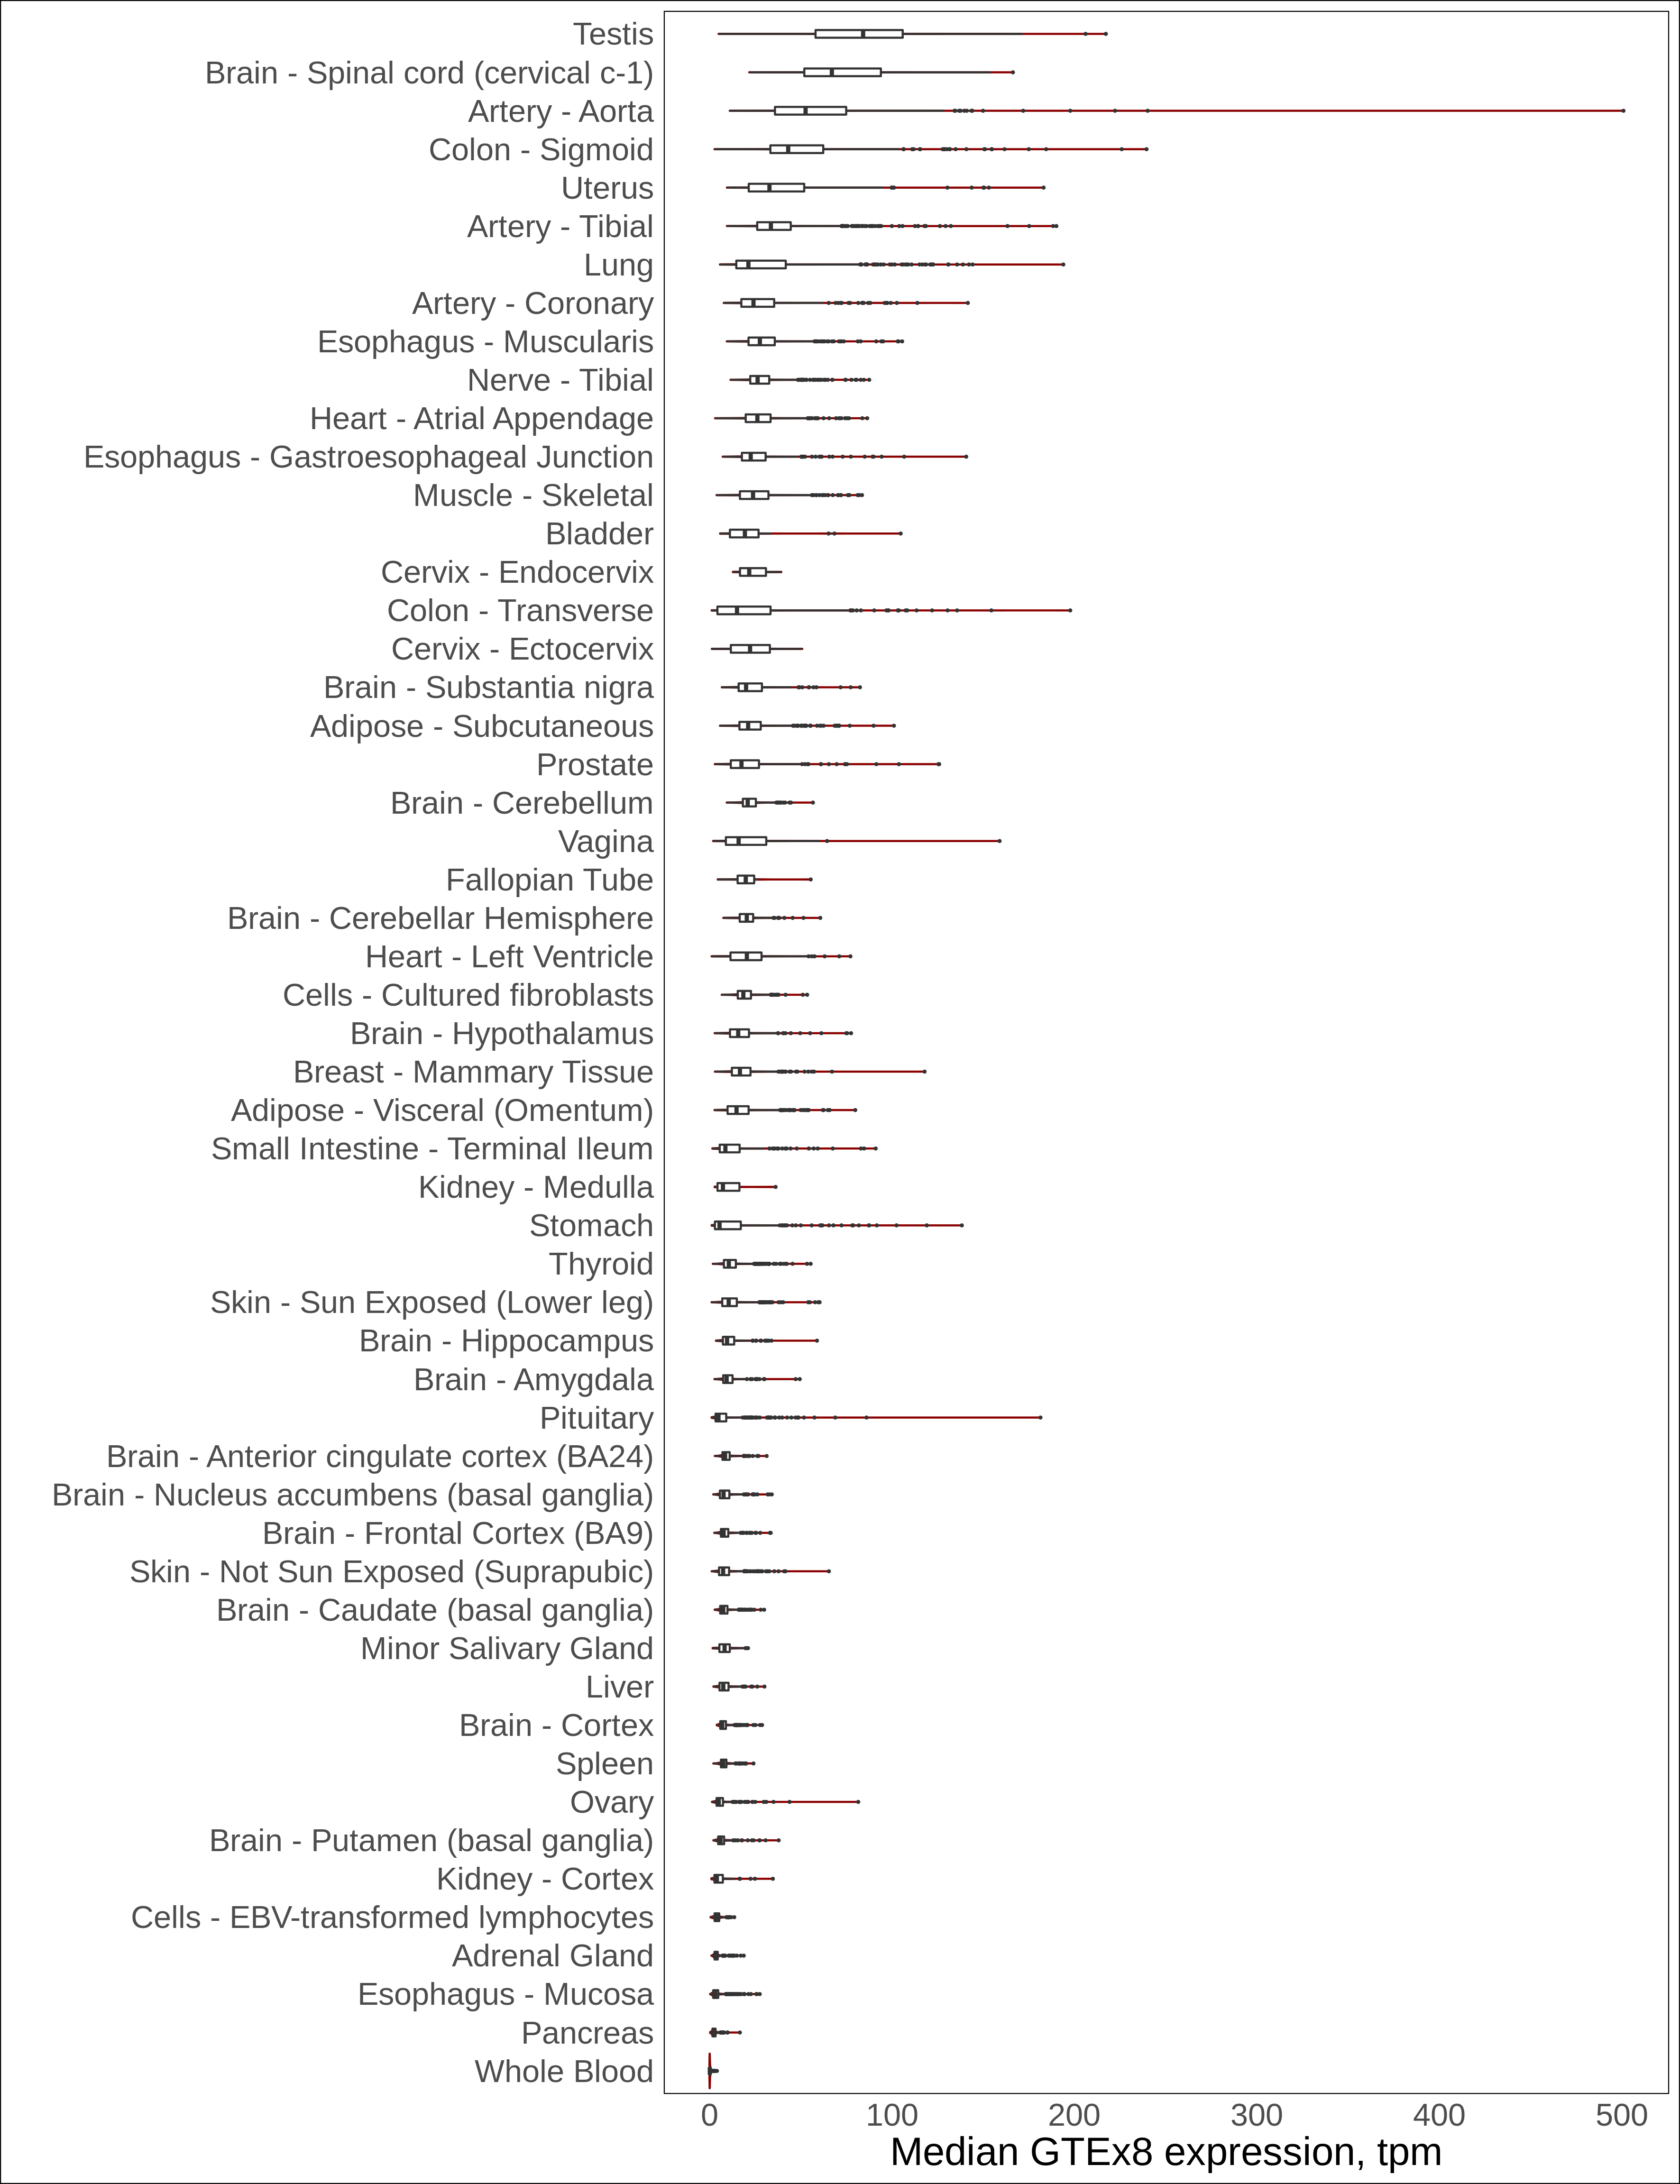 Testis
Brain - Spinal cord (cervical c-1)
Artery - Aorta
Colon - Sigmoid
Uterus
Artery - Tibial
Lung
Artery - Coronary
Esophagus - Muscularis
Nerve - Tibial
Heart - Atrial Appendage
Esophagus - Gastroesophageal Junction
Muscle - Skeletal
Bladder
Cervix - Endocervix
Colon - Transverse
Cervix - Ectocervix
Brain - Substantia nigra
Adipose - Subcutaneous
Prostate
Brain - Cerebellum
Vagina
Fallopian Tube
Brain - Cerebellar Hemisphere
Heart - Left Ventricle
Cells - Cultured fibroblasts
Brain - Hypothalamus
Breast - Mammary Tissue
Adipose - Visceral (Omentum)
Small Intestine - Terminal Ileum
Kidney - Medulla
Stomach
Thyroid
Skin - Sun Exposed (Lower leg)
Brain - Hippocampus
Brain - Amygdala
Pituitary
Brain - Anterior cingulate cortex (BA24)
Brain - Nucleus accumbens (basal ganglia)
Brain - Frontal Cortex (BA9)
Skin - Not Sun Exposed (Suprapubic)
Brain - Caudate (basal ganglia)
Minor Salivary Gland
Liver
Brain - Cortex
Spleen
Ovary
Brain - Putamen (basal ganglia)
Kidney - Cortex
Cells - EBV-transformed lymphocytes
Adrenal Gland
Esophagus - Mucosa
Pancreas
Whole Blood
0 100 200 300 400 500
Median GTEx8 expression, tpm